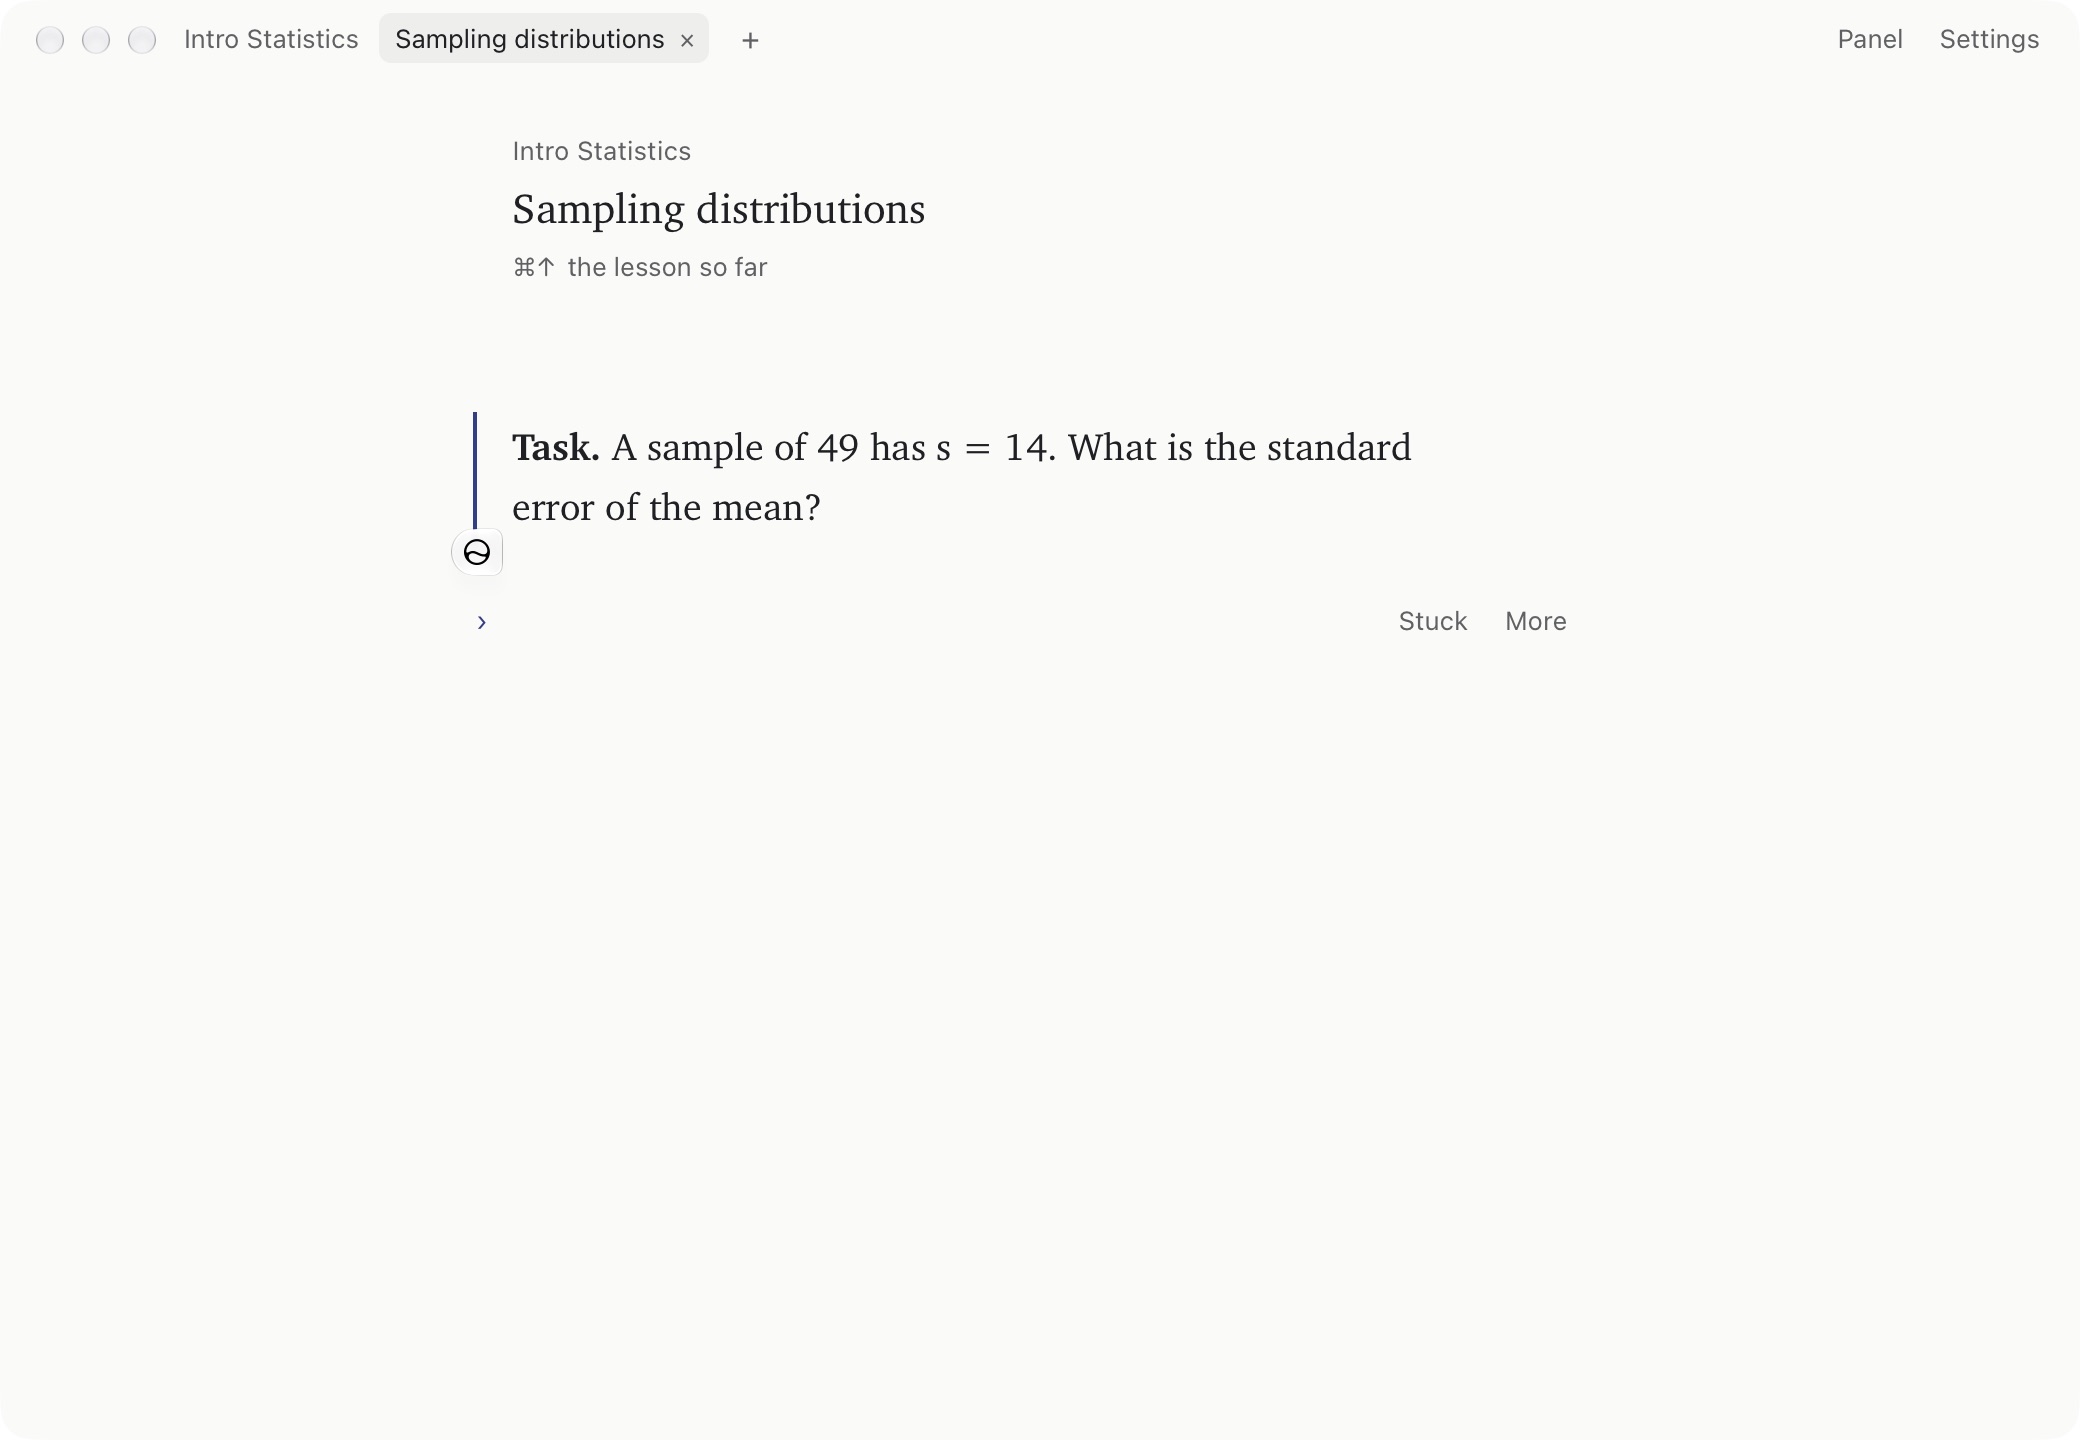 Intro Statistics
Sampling distributions ×
+
Panel
Settings
Intro Statistics
Sampling distributions
⌘↑ the lesson so far
Task. A sample of 49 has s = 14. What is the standard
error of the mean?
›
Stuck
More